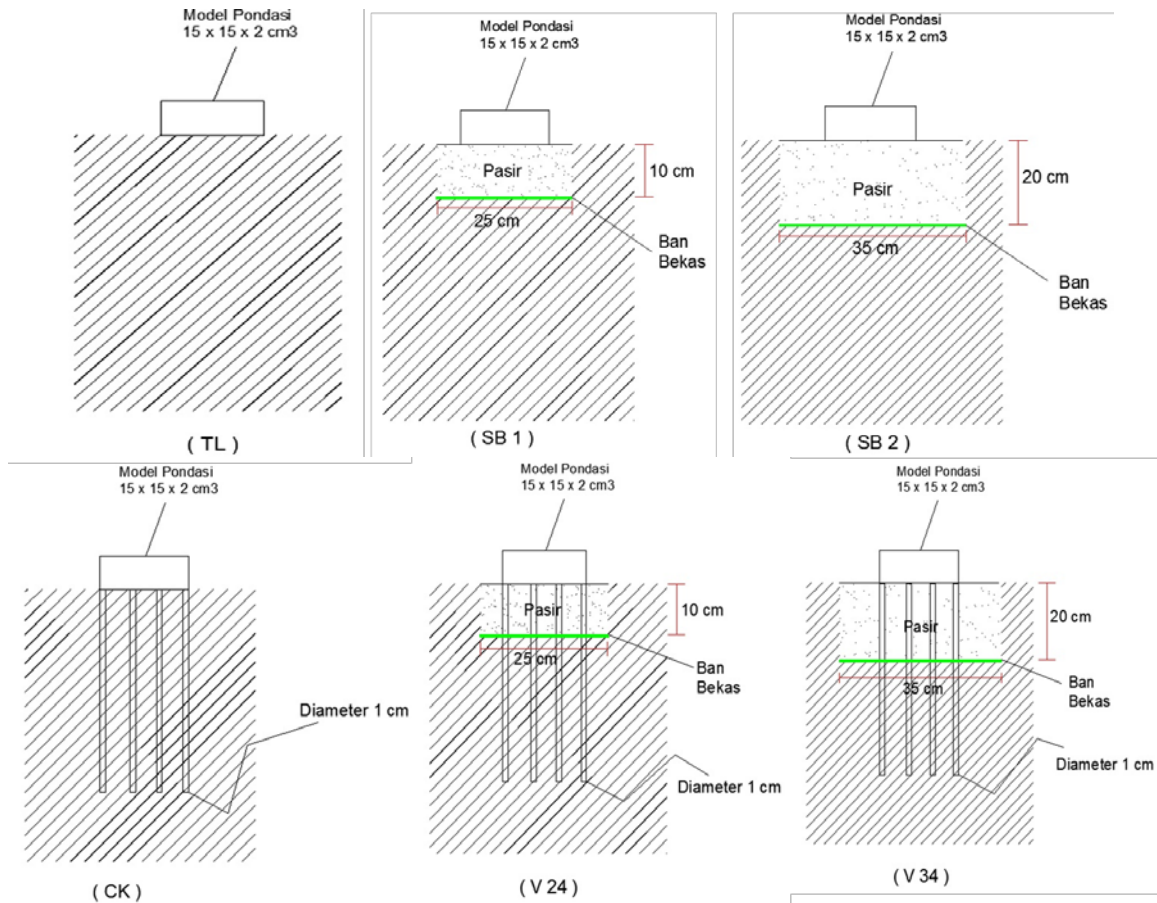 Model Pondasi
15 x 15 x 2 cm3
( TL )
Model Pondasi
15 x 15 x 2 cm3
Pasir
10 cm
25 cm
Ban
Bekas
( SB 1 )
Model Pondasi
15 x 15 x 2 cm3
Pasir
20 cm
35 cm
Ban
Bekas
( SB 2 )
Model Pondasi
15 x 15 x 2 cm3
Diameter 1 cm
( CK )
Model Pondasi
15 x 15 x 2 cm3
Pasir
10 cm
25 cm
Ban
Bekas
Diameter 1 cm
( V 24 )
Model Pondasi
15 x 15 x 2 cm3
Pasir
20 cm
35 cm
Ban
Bekas
Diameter 1 cm
( V 34 )